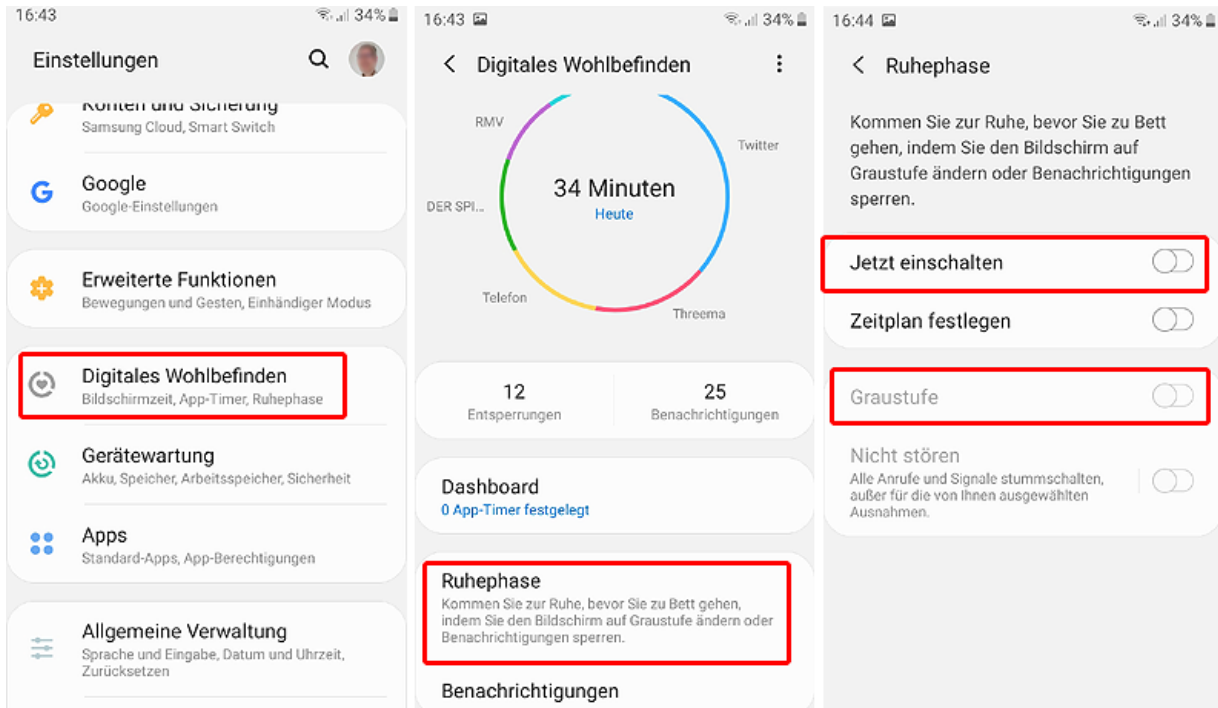 16:43 34%
Einstellungen
Konten und Sicherung
Samsung Cloud, Smart Switch
Google
Google-Einstellungen
Erweiterte Funktionen
Bewegungen und Gesten, Einhändiger Modus
Digitales Wohlbefinden
Bildschirmzeit, App-Timer, Ruhephase
Gerätewartung
Akku, Speicher, Arbeitsspeicher, Sicherheit
Apps
Standard-Apps, App-Berechtigungen
Allgemeine Verwaltung
Sprache und Eingabe, Datum und Uhrzeit,
Zurücksetzen
16:43 34%
Digitales Wohlbefinden
RMV
Twitter
34 Minuten
DER SPI...
Heute
Telefon
Threema
12 25
Entsperrungen Benachrichtigungen
Dashboard
0 App-Timer festgelegt
Ruhephase
Kommen Sie zur Ruhe, bevor Sie zu Bett gehen,
indem Sie den Bildschirm auf Graustufe ändern oder
Benachrichtigungen sperren.
Benachrichtigungen
16:44 34%
Ruhephase
Kommen Sie zur Ruhe, bevor Sie zu Bett
gehen, indem Sie den Bildschirm auf
Graustufe ändern oder Benachrichtigungen
sperren.
Jetzt einschalten
Zeitplan festlegen
Graustufe
Nicht stören
Alle Anrufe und Signale stummschalten,
außer für die von Ihnen ausgewählten
Ausnahmen.